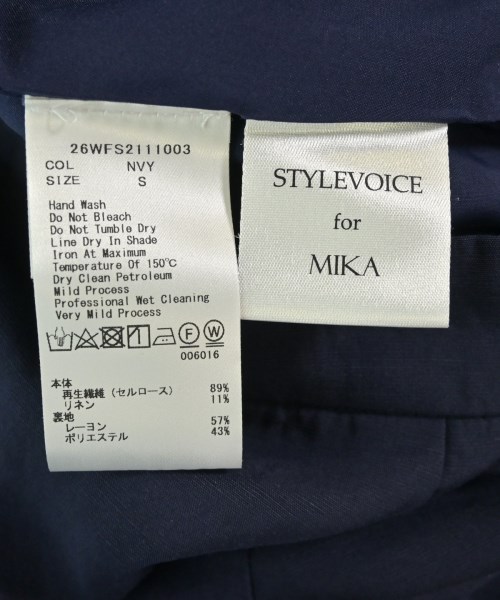 26WFS2111003
COL NVY
SIZE S
Hand Wash
Do Not Bleach
Do Not Tumble Dry
Line Dry In Shade
Iron At Maximum
Temperature Of 150℃
Dry Clean Petroleum
Mild Process
Professional Wet Cleaning
Very Mild Process
F W
006016
本体
再生繊維(セルロース) 89%
リネン 11%
裏地
レーヨン 57%
ポリエステル 43%
STYLEVOICE
for
MIKA